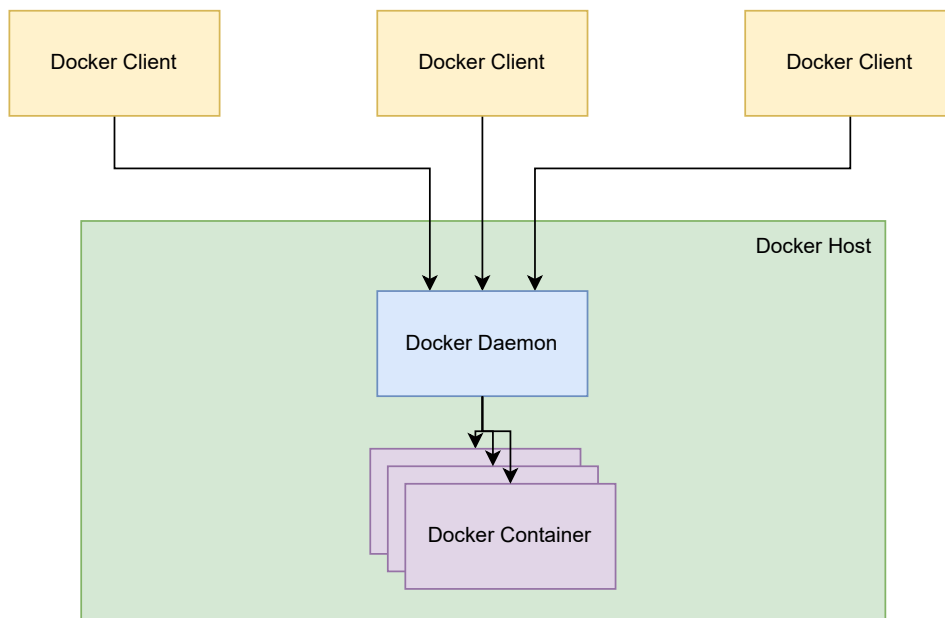 Docker Client
Docker Client
Docker Client
Docker Host
Docker Daemon
Docker Container